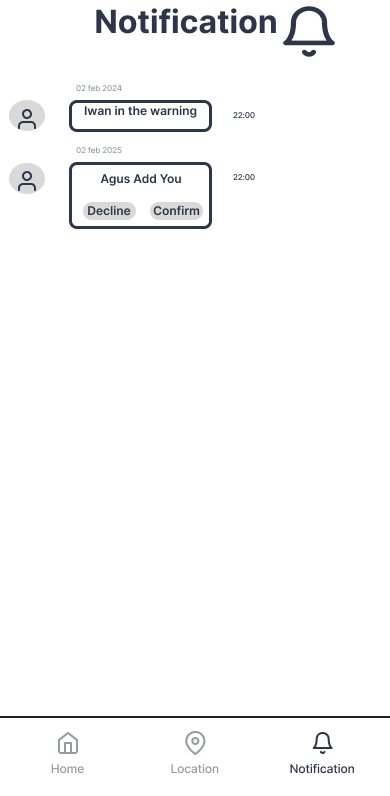 Notification
02 feb 2024
Iwan in the warning
22:00
02 feb 2025
Agus Add You
22:00
Decline Confirm
Home Location Notification